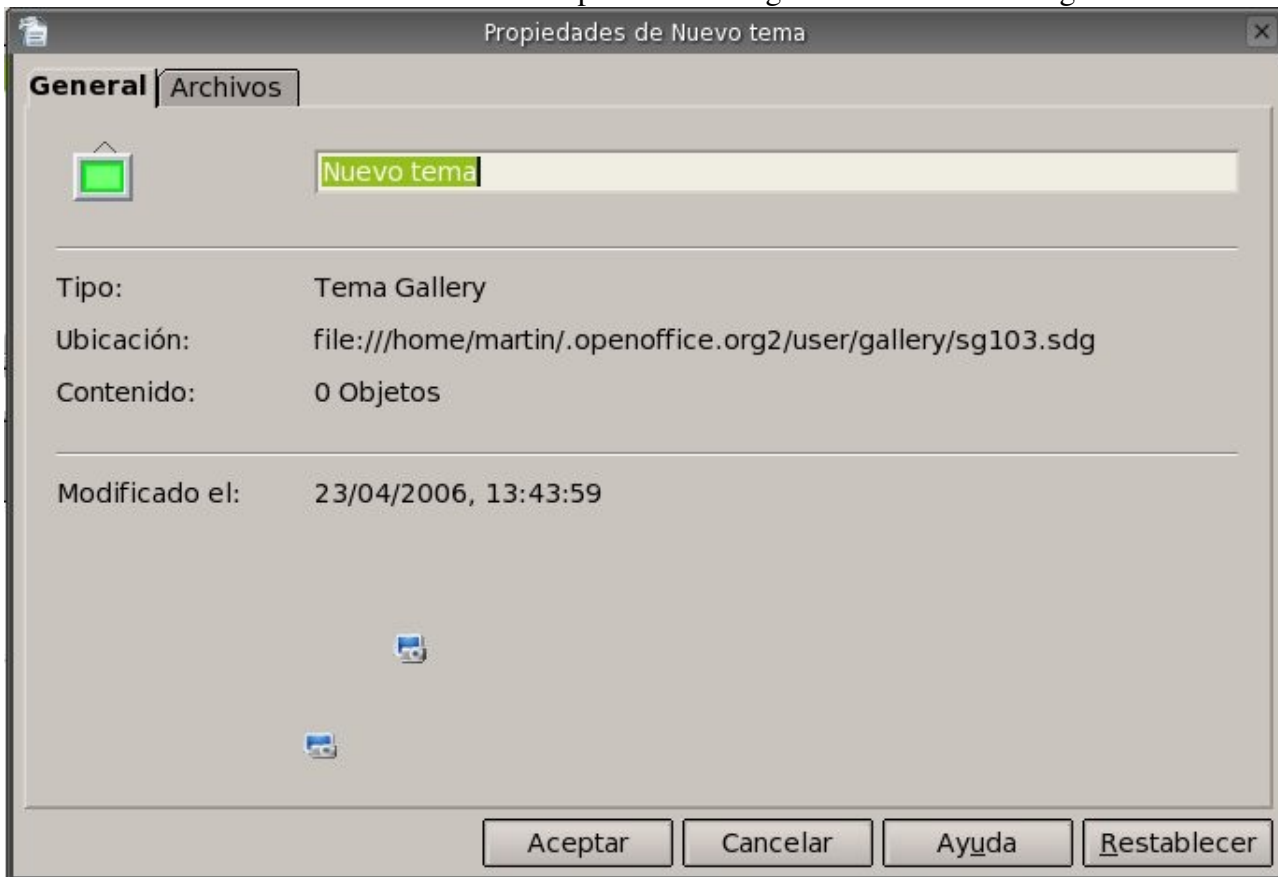 Propiedades de Nuevo tema
General Archivos
Nuevo tema
Tipo: Tema Gallery
Ubicación: file:///home/martin/.openoffice.org2/user/gallery/sg103.sdg
Contenido: 0 Objetos
Modificado el: 23/04/2006, 13:43:59
Aceptar Cancelar Ayuda Restablecer